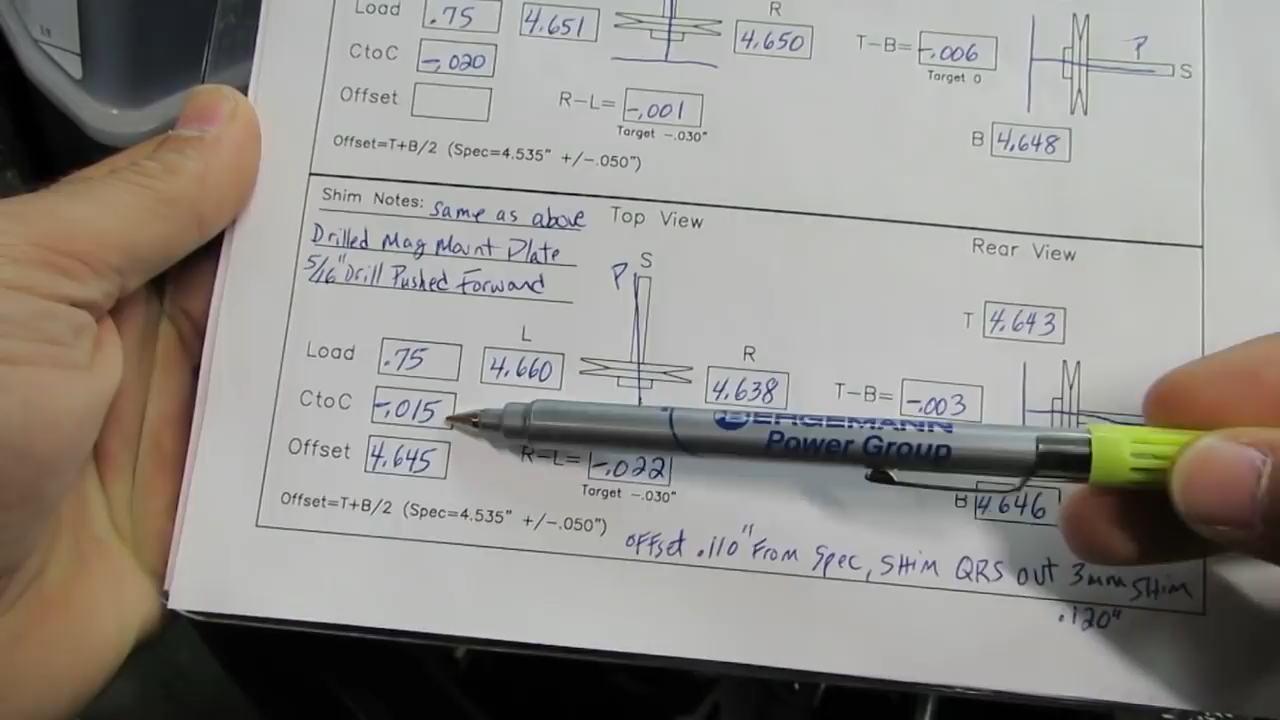 Load .75 4.651 R 4.650
CtoC -.020
Offset
R-L= -.001
Target -.030"
T-B= -.006
Target 0
P
S
B 4.648
Offset=T+B/2 (Spec=4.535" +/-.050")
Shim Notes: Same as above
Drilled Mag Mount Plate
5/16" Drill Pushed Forward
Top View
Rear View
S
P
T 4.643
Load .75
L
4.660
R
4.638
T-B= -.003
CtoC -.015
Offset 4.645
R-L= -.022
Target -.030"
B 4.646
BERGEMANN
Power Group
Offset=T+B/2 (Spec=4.535" +/-.050")
OFFset .110" From Spec, SHim QRS out 3mm SHim
.120"